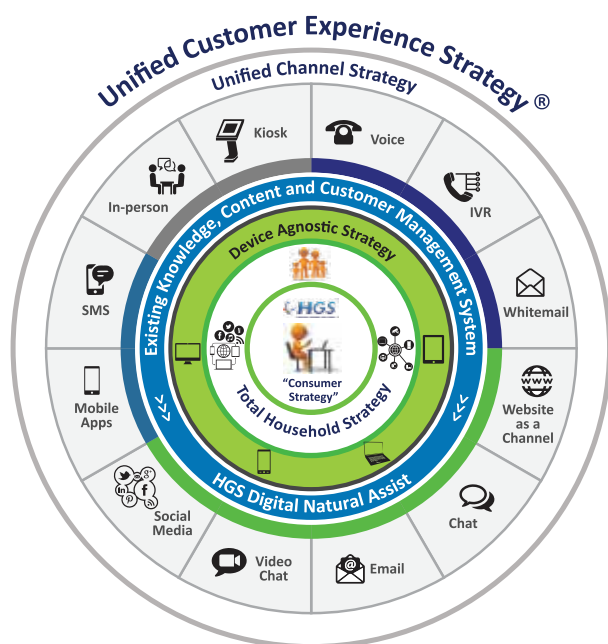 Unified Customer Experience Strategy ®
Unified Channel Strategy
Kiosk
Voice
In-person
IVR
SMS
Whitemail
Mobile
Apps
Website
as a
Channel
Social
Media
Chat
Video
Chat
Email
Existing Knowledge, Content and Customer Management System
HGS Digital Natural Assist
Device Agnostic Strategy
Total Household Strategy
HGS
“Consumer
Strategy”
www